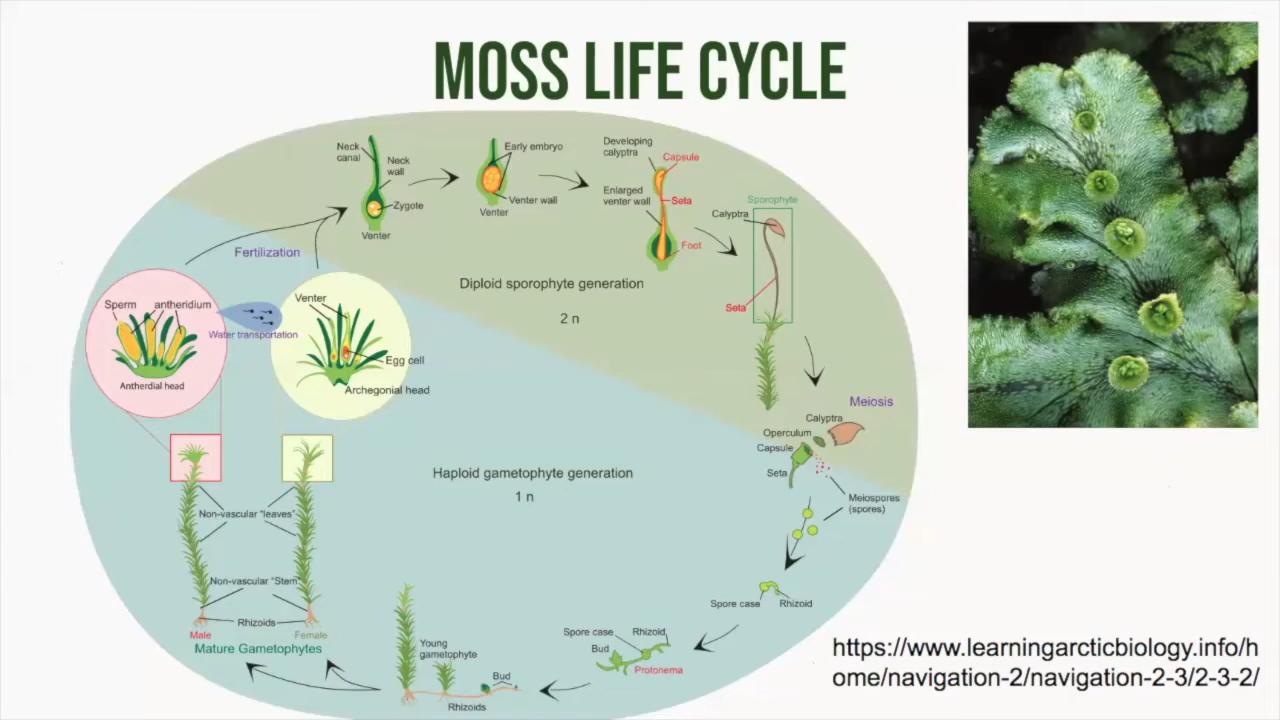 MOSS LIFE CYCLE
Neck
canal
Neck
wall
Zygote
Venter
Early embryo
Venter wall
Venter
Developing
calyptra
Capsule
Enlarged
venter wall
Seta
Foot
Sporophyte
Calyptra
Seta
Fertilization
Diploid sporophyte generation
2 n
Sperm
antheridium
Antherdial head
Water transportation
Venter
Egg cell
Archegonial head
Meiosis
Calyptra
Operculum
Capsule
Seta
Meiospores
(spores)
Haploid gametophyte generation
1 n
Non-vascular “leaves”
Non-vascular “Stem”
Rhizoids
Male
Female
Mature Gametophytes
Young
gametophyte
Bud
Rhizoids
Spore case
Rhizoid
Bud
Protonema
Spore case
Rhizoid
https://www.learningarcticbiology.info/h
ome/navigation-2/navigation-2-3/2-3-2/